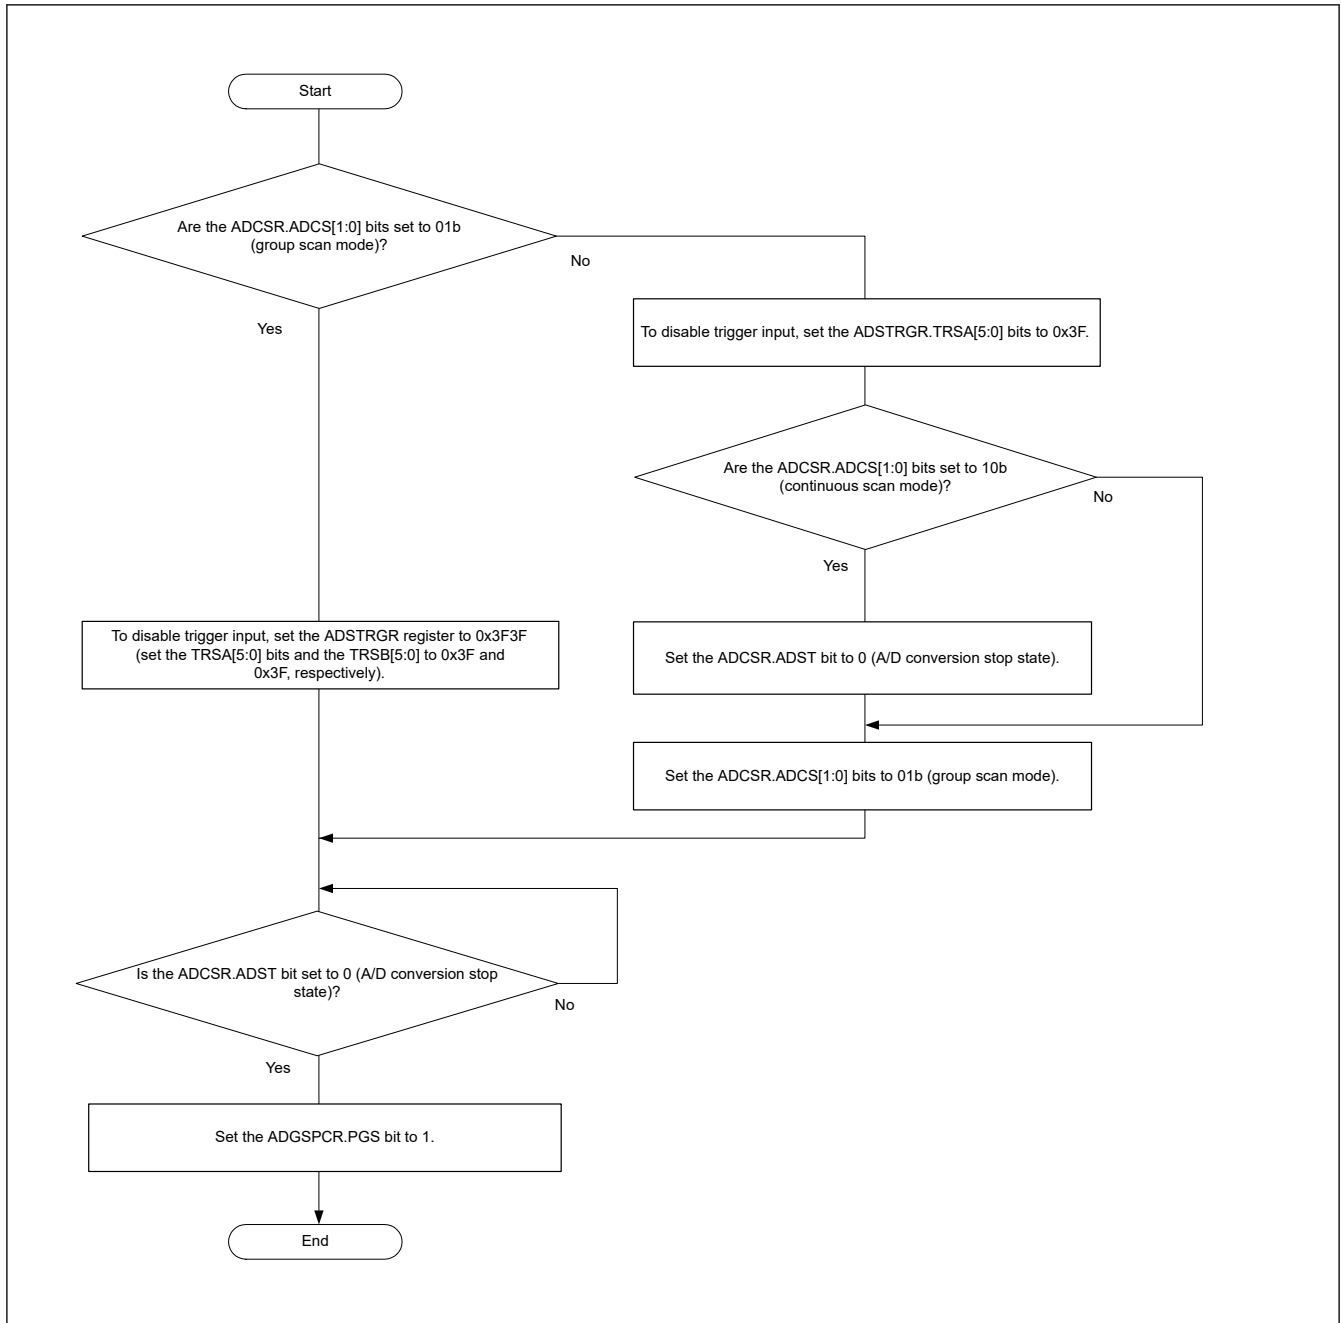 Start
Are the ADCSR.ADCS[1:0] bits set to 01b
(group scan mode)?
No
Yes
To disable trigger input, set the ADSTRGR.TRSA[5:0] bits to 0x3F.
Are the ADCSR.ADCS[1:0] bits set to 10b
(continuous scan mode)?
No
Yes
To disable trigger input, set the ADSTRGR register to 0x3F3F
(set the TRSA[5:0] bits and the TRSB[5:0] to 0x3F and
0x3F, respectively).
Set the ADCSR.ADST bit to 0 (A/D conversion stop state).
Set the ADCSR.ADCS[1:0] bits to 01b (group scan mode).
Is the ADCSR.ADST bit set to 0 (A/D conversion stop
state)?
No
Yes
Set the ADGSPCR.PGS bit to 1.
End